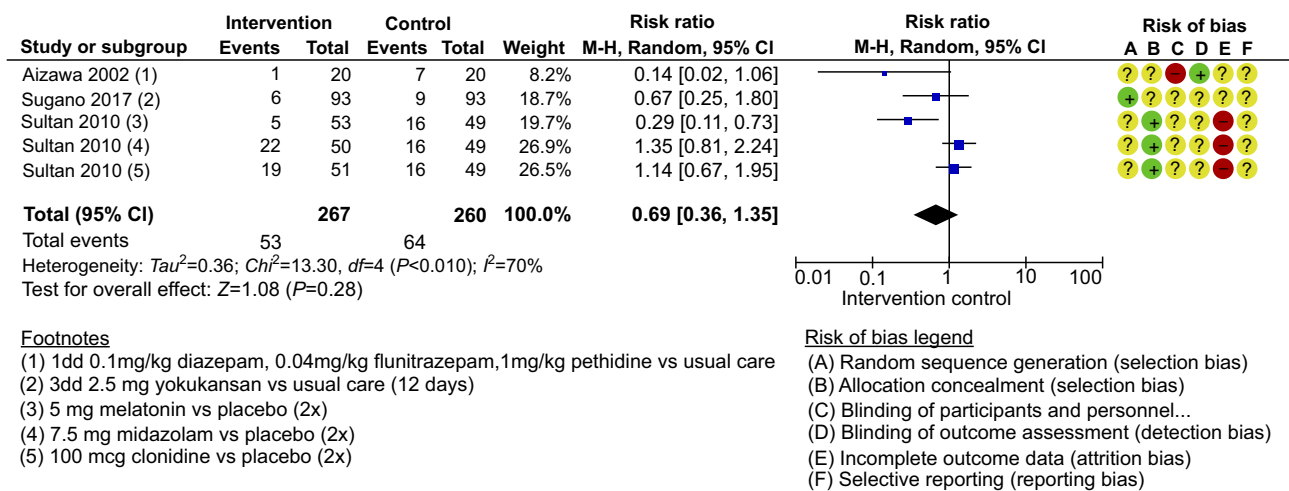 Intervention Control Risk ratio Risk ratio Risk of bias
Study or subgroup Events Total Events Total Weight M-H, Random, 95% CI M-H, Random, 95% CI A B C D E F
Aizawa 2002 (1) 1 20 7 20 8.2% 0.14 [0.02, 1.06] ? ? − + ? ?
Sugano 2017 (2) 6 93 9 93 18.7% 0.67 [0.25, 1.80] + ? ? ? ? ?
Sultan 2010 (3) 5 53 16 49 19.7% 0.29 [0.11, 0.73] ? + ? ? − ?
Sultan 2010 (4) 22 50 16 49 26.9% 1.35 [0.81, 2.24] ? + ? ? − ?
Sultan 2010 (5) 19 51 16 49 26.5% 1.14 [0.67, 1.95] ? + ? ? − ?
Total (95% CI) 267 260 100.0% 0.69 [0.36, 1.35]
Total events 53 64
Heterogeneity: Tau²=0.36; Chi²=13.30, df=4 (P<0.010); I²=70%
Test for overall effect: Z=1.08 (P=0.28)
0.01 0.1 1 10 100
Intervention control
Footnotes
(1) 1dd 0.1mg/kg diazepam, 0.04mg/kg flunitrazepam,1mg/kg pethidine vs usual care
(2) 3dd 2.5 mg yokukansan vs usual care (12 days)
(3) 5 mg melatonin vs placebo (2x)
(4) 7.5 mg midazolam vs placebo (2x)
(5) 100 mcg clonidine vs placebo (2x)
Risk of bias legend
(A) Random sequence generation (selection bias)
(B) Allocation concealment (selection bias)
(C) Blinding of participants and personnel...
(D) Blinding of outcome assessment (detection bias)
(E) Incomplete outcome data (attrition bias)
(F) Selective reporting (reporting bias)